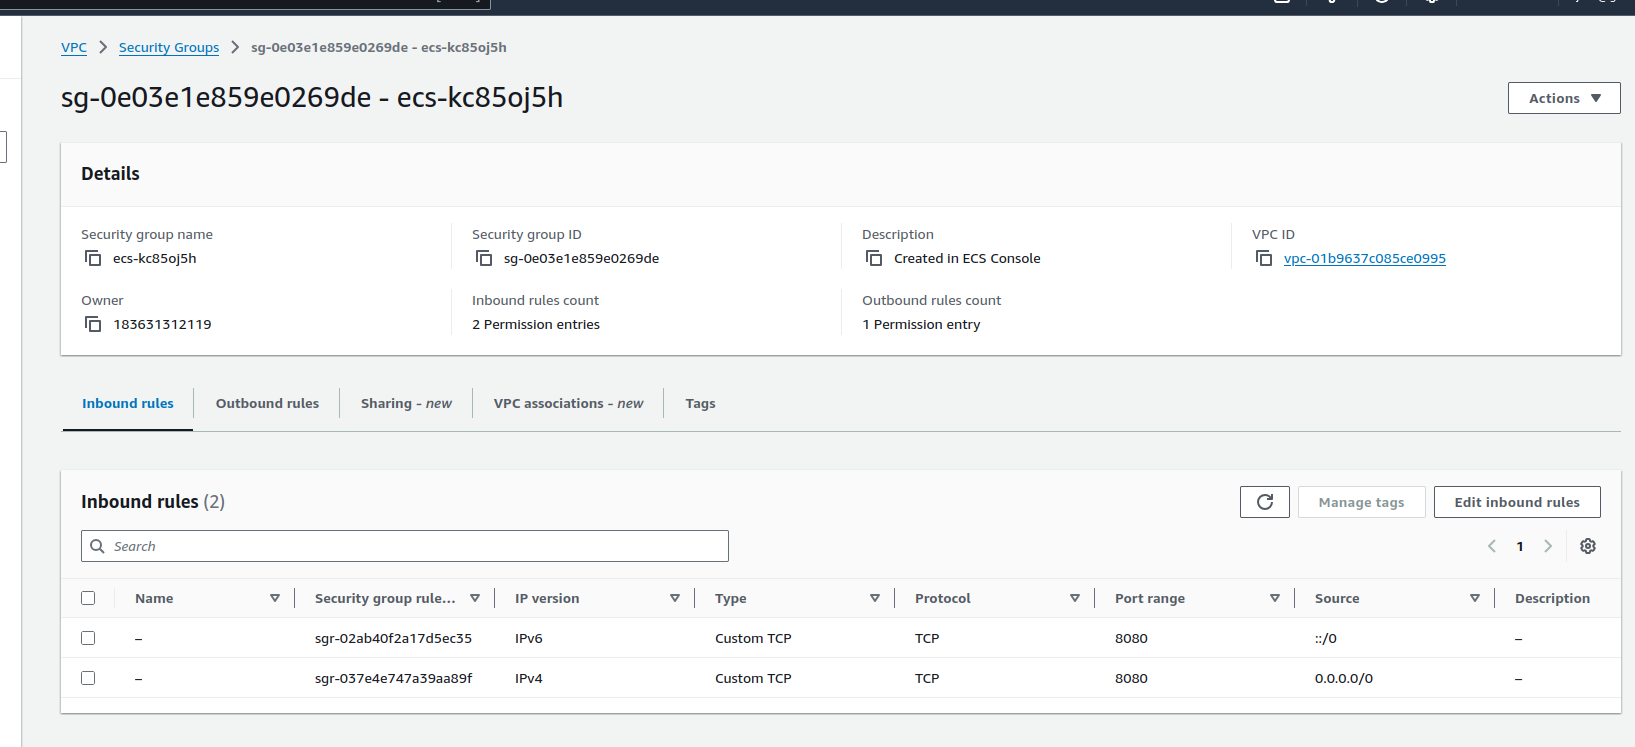 VPC > Security Groups > sg-0e03e1e859e0269de - ecs-kc85oj5h
sg-0e03e1e859e0269de - ecs-kc85oj5h
Actions
Details
Security group name
ecs-kc85oj5h
Security group ID
sg-0e03e1e859e0269de
Description
Created in ECS Console
VPC ID
vpc-01b9637c085ce0995
Owner
183631312119
Inbound rules count
2 Permission entries
Outbound rules count
1 Permission entry
Inbound rules Outbound rules Sharing - new VPC associations - new Tags
Inbound rules (2)
Manage tags Edit inbound rules
Search
1
Name Security group rule... IP version Type Protocol Port range Source Description
– sgr-02ab40f2a17d5ec35 IPv6 Custom TCP TCP 8080 ::/0 –
– sgr-037e4e747a39aa89f IPv4 Custom TCP TCP 8080 0.0.0.0/0 –